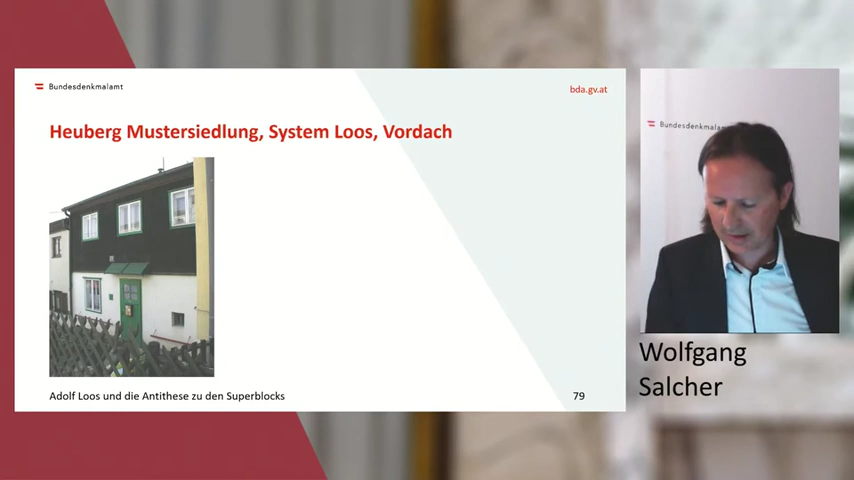 Bundesdenkmalamt
bda.gv.at
Heuberg Mustersiedlung, System Loos, Vordach
Adolf Loos und die Antithese zu den Superblocks
79
Bundesdenkmalam
Wolfgang
Salcher